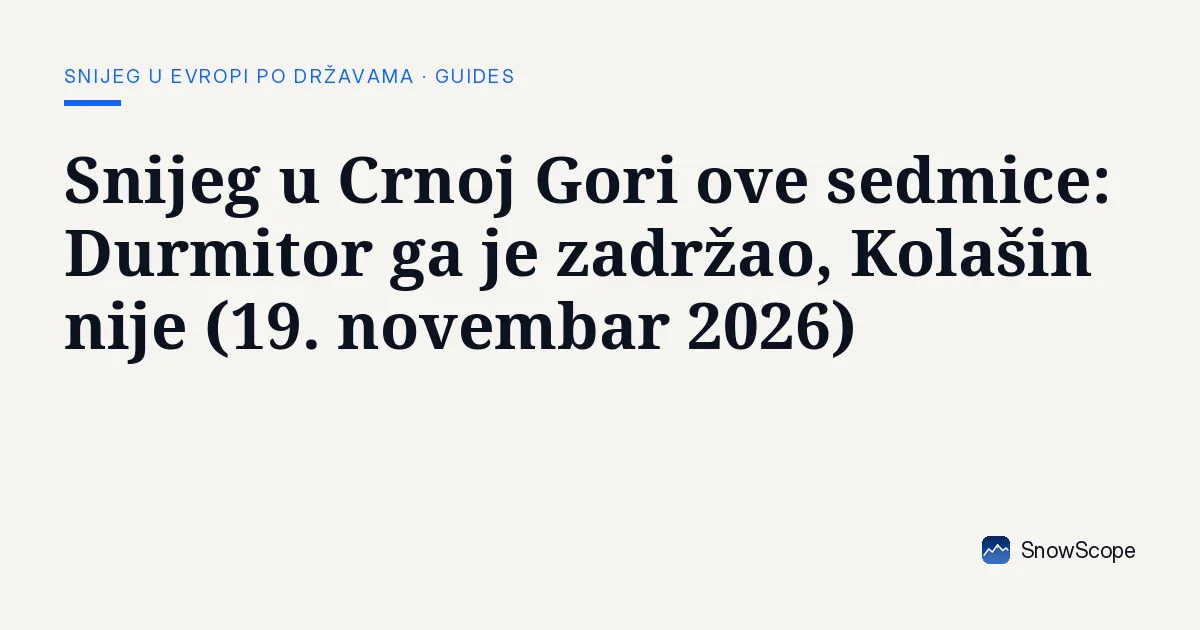 SNIJEG U EVROPI PO DRŽAVAMA · GUIDES
Snijeg u Crnoj Gori ove sedmice:
Durmitor ga je zadržao, Kolašin
nije (19. novembar 2026)
SnowScope